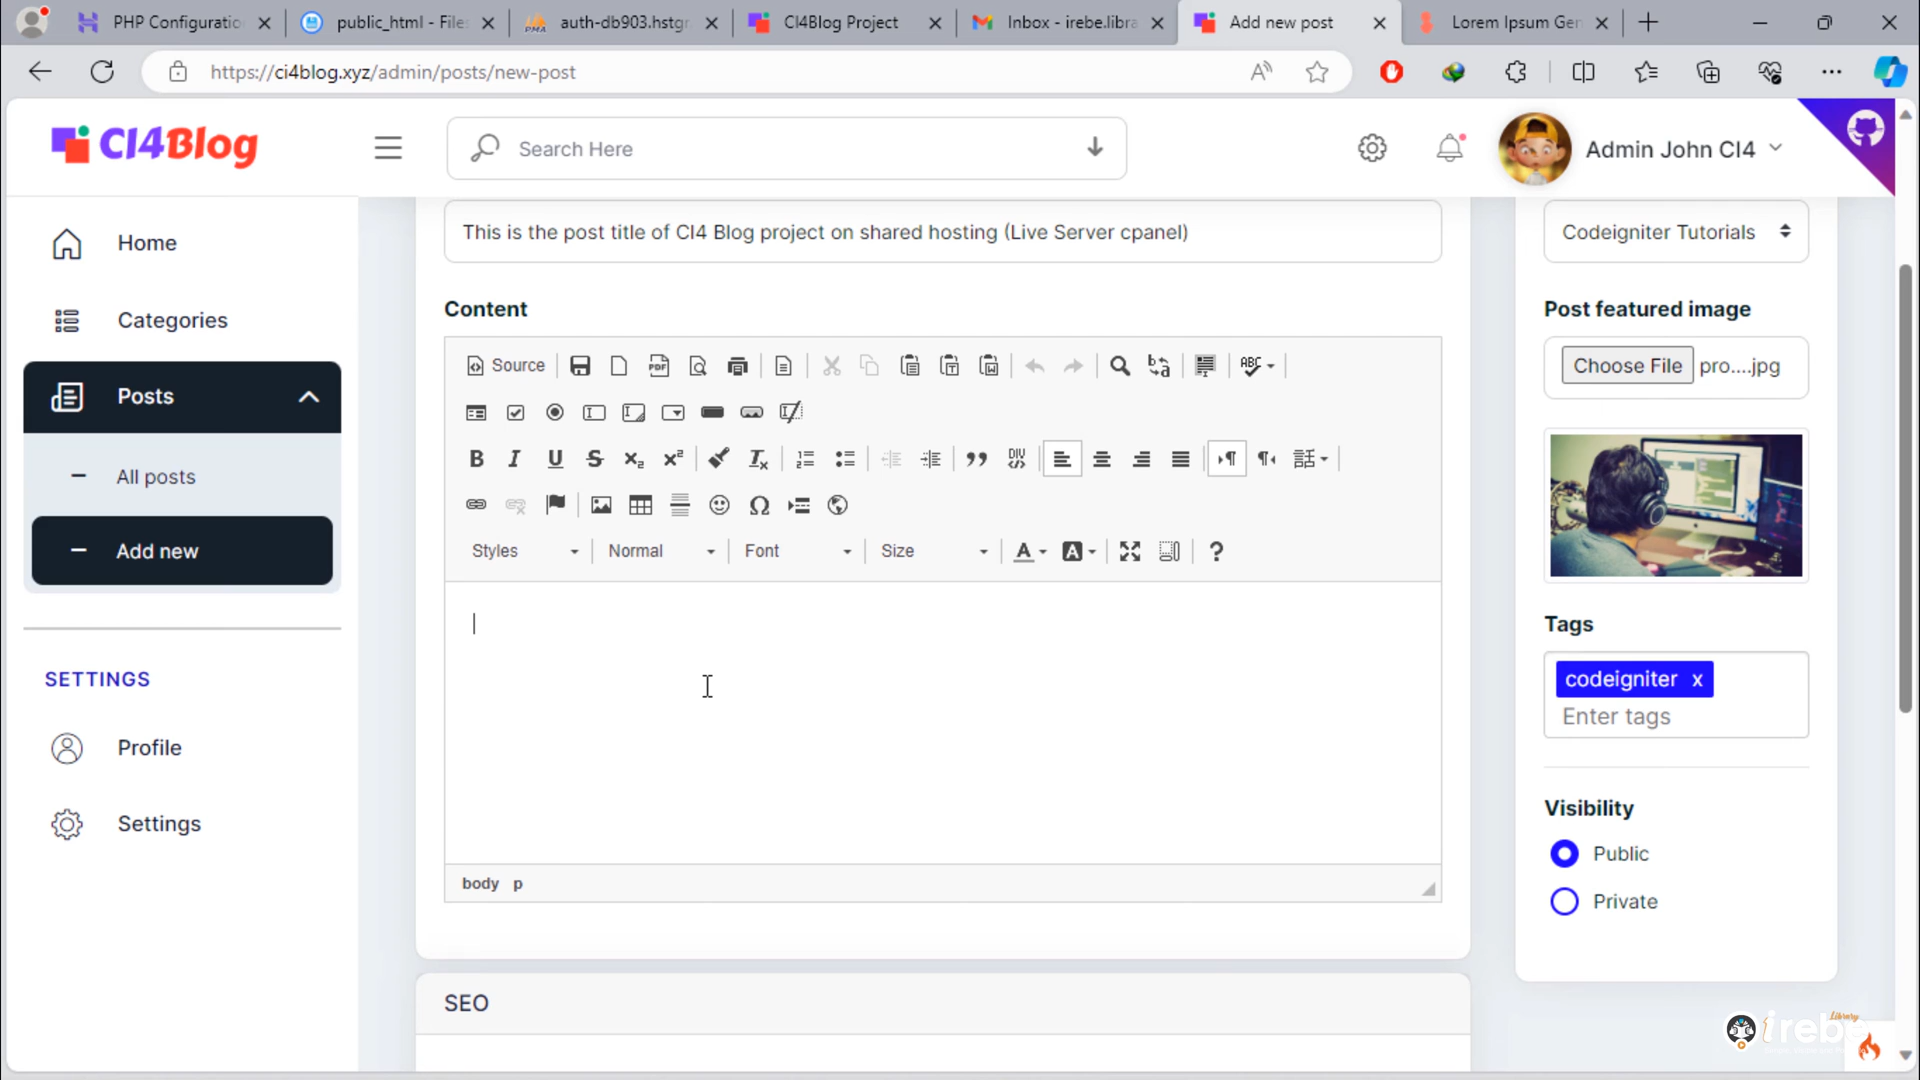 PHP Configuratio
public_html - File
auth-db903.hstgr
CI4Blog Project
Inbox - irebe.libra
Add new post
Lorem Ipsum Gen
https://ci4blog.xyz/admin/posts/new-post
CI4Blog
Search Here
Admin John CI4
Home
Categories
Posts
All posts
Add new
SETTINGS
Profile
Settings
This is the post title of CI4 Blog project on shared hosting (Live Server cpanel)
Content
Source
Styles
Normal
Font
Size
body p
SEO
Codeigniter Tutorials
Post featured image
Choose File pro....jpg
Tags
codeigniter x
Enter tags
Visibility
Public
Private
irebe
Library